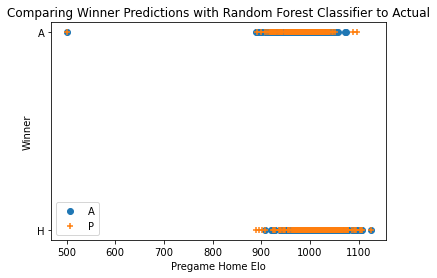 Comparing Winner Predictions with Random Forest Classifier to Actual
A
Winner
H
A
P
500 600 700 800 900 1000 1100
Pregame Home Elo